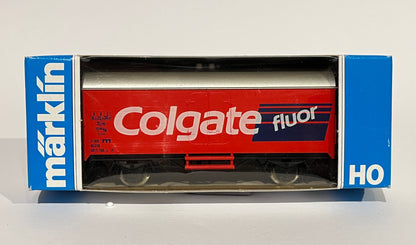 märklin
Colgate fluor
HO